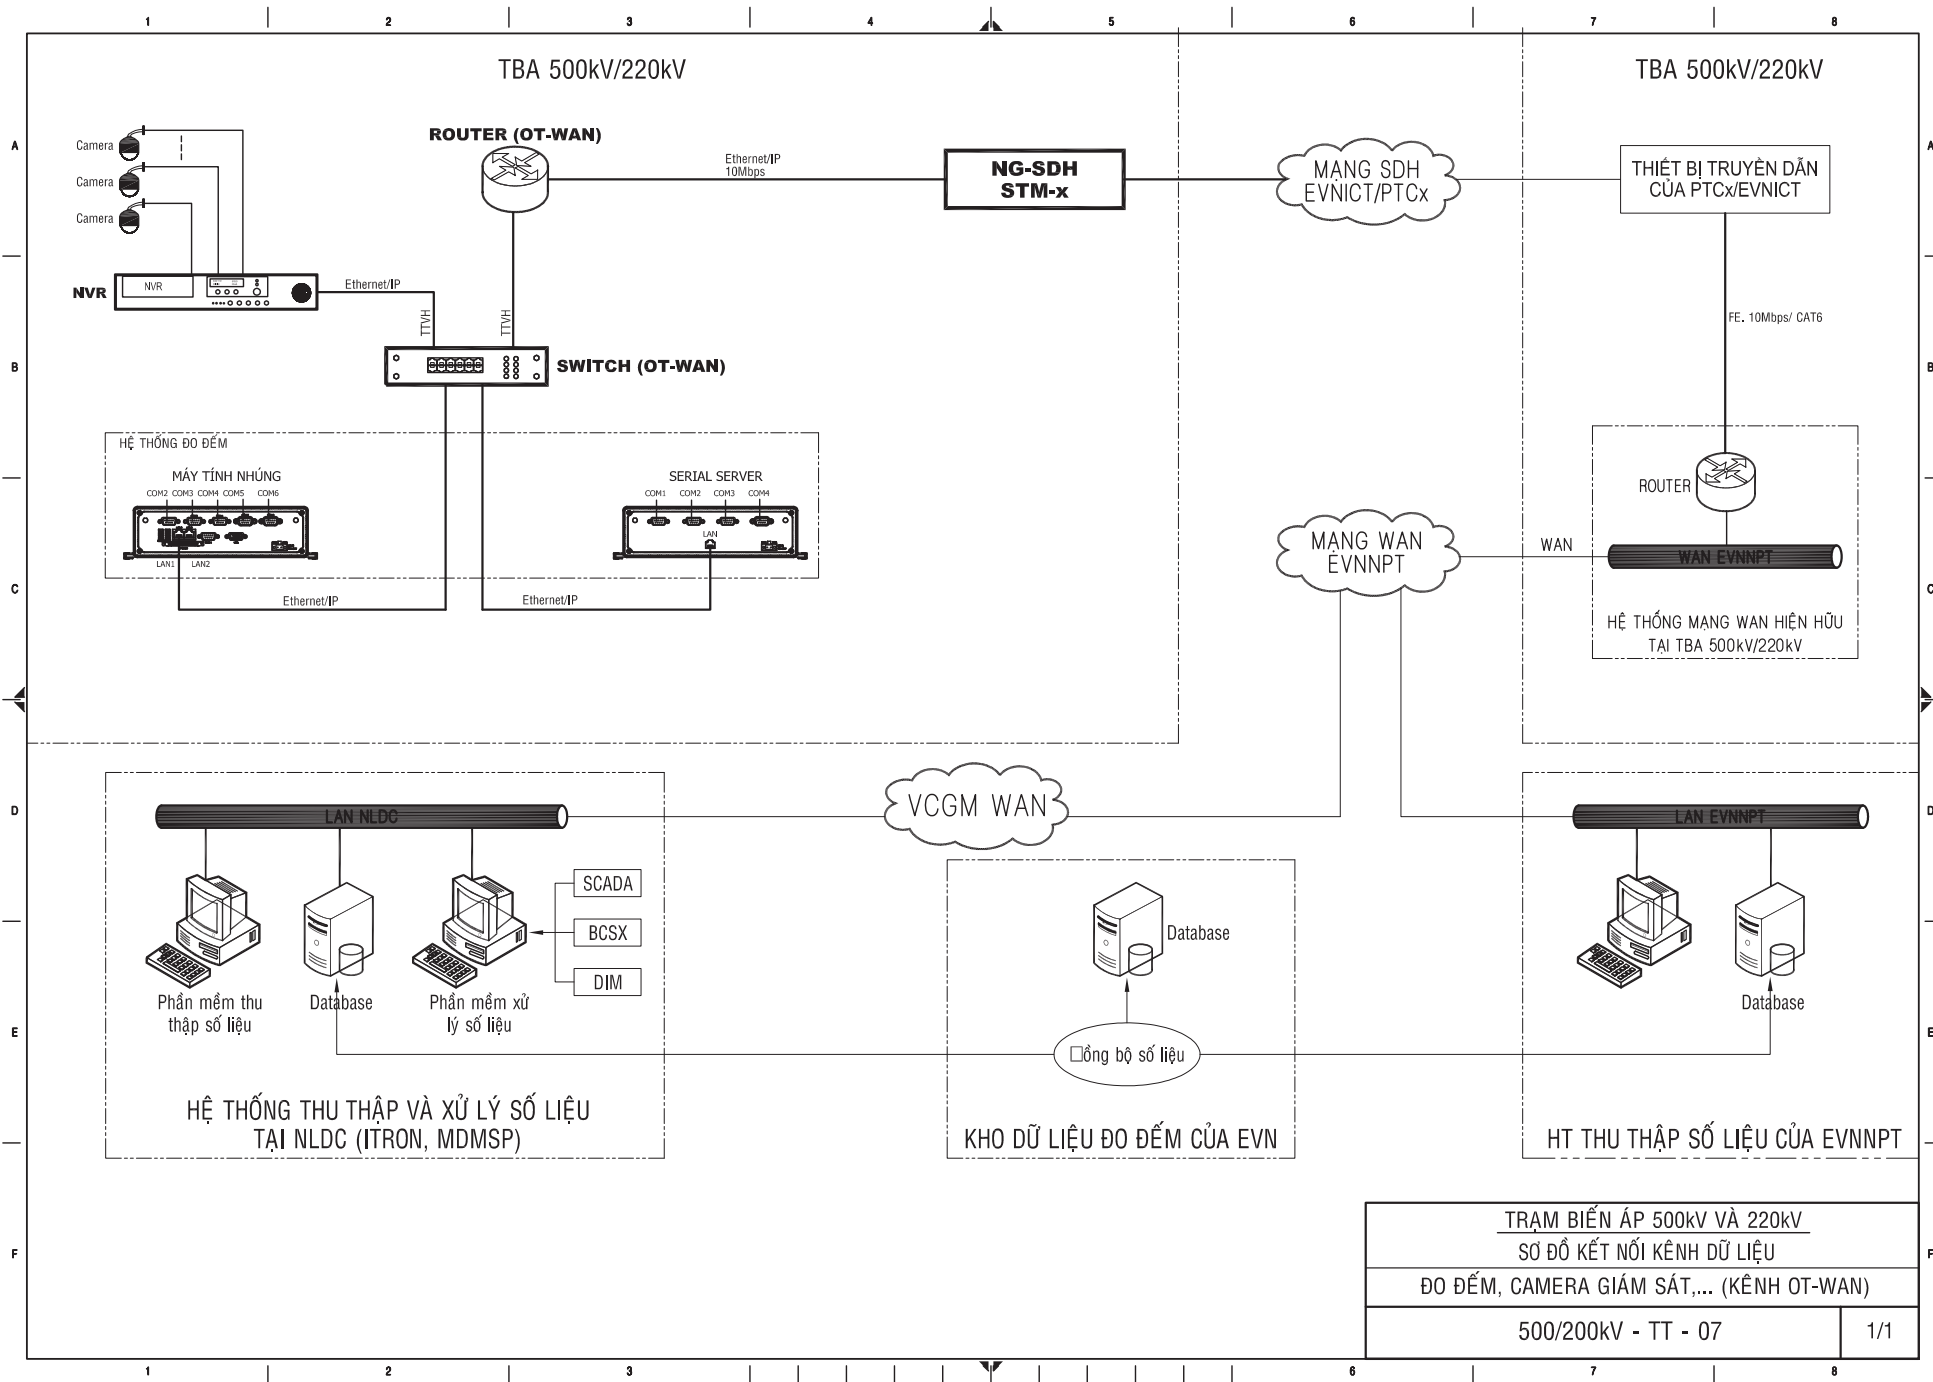 1 2 3 4 5 6 7 8
TBA 500kV/220kV
TBA 500kV/220kV
A
A
Camera
Camera
Camera
ROUTER (OT-WAN)
Ethernet/IP
10Mbps
NG-SDH
STM-x
MẠNG SDH
EVNICT/PTCx
THIẾT BỊ TRUYỀN DẪN
CỦA PTCx/EVNICT
NVR
NVR
Ethernet/IP
TTVH
TTVH
FE. 10Mbps/ CAT6
B
B
SWITCH (OT-WAN)
HỆ THỐNG ĐO ĐẾM
MÁY TÍNH NHÚNG
COM2 COM3 COM4 COM5 COM6
LAN1 LAN2
SERIAL SERVER
COM1 COM2 COM3 COM4
LAN
Ethernet/IP
Ethernet/IP
ROUTER
MẠNG WAN
EVNNPT
WAN
WAN EVNNPT
C
C
HỆ THỐNG MẠNG WAN HIỆN HỮU
TẠI TBA 500kV/220kV
D
D
LAN NLDC
VCGM WAN
LAN EVNNPT
SCADA
BCSX
DIM
Phần mềm thu
thập số liệu
Database
Phần mềm xử
lý số liệu
Database
Database
E
E
□ồng bộ số liệu
HỆ THỐNG THU THẬP VÀ XỬ LÝ SỐ LIỆU
TẠI NLDC (ITRON, MDMSP)
KHO DỮ LIỆU ĐO ĐẾM CỦA EVN
HT THU THẬP SỐ LIỆU CỦA EVNNPT
F
F
TRẠM BIẾN ÁP 500kV VÀ 220kV
SƠ ĐỒ KẾT NỐI KÊNH DỮ LIỆU
ĐO ĐẾM, CAMERA GIÁM SÁT,... (KÊNH OT-WAN)
500/200kV - TT - 07
1/1
1 2 3 6 7 8